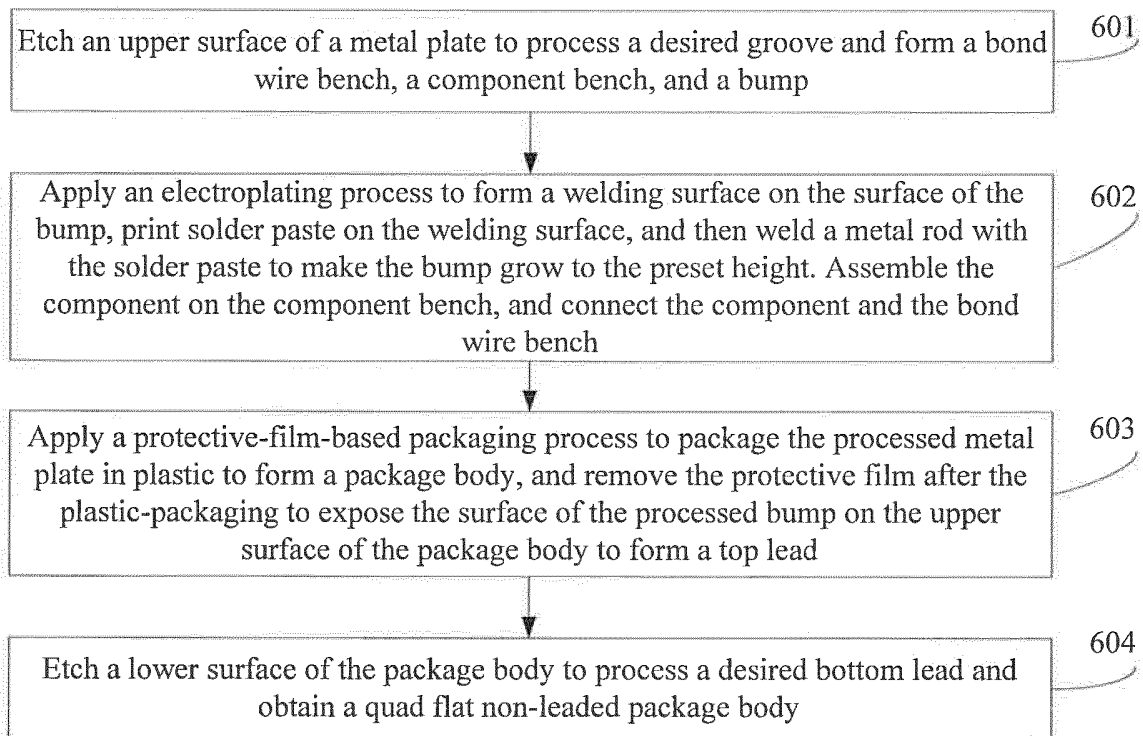 Etch an upper surface of a metal plate to process a desired groove and form a bond
wire bench, a component bench, and a bump
601
Apply an electroplating process to form a welding surface on the surface of the
bump, print solder paste on the welding surface, and then weld a metal rod with
the solder paste to make the bump grow to the preset height. Assemble the
component on the component bench, and connect the component and the bond
wire bench
602
Apply a protective-film-based packaging process to package the processed metal
plate in plastic to form a package body, and remove the protective film after the
plastic-packaging to expose the surface of the processed bump on the upper
surface of the package body to form a top lead
603
Etch a lower surface of the package body to process a desired bottom lead and
obtain a quad flat non-leaded package body
604